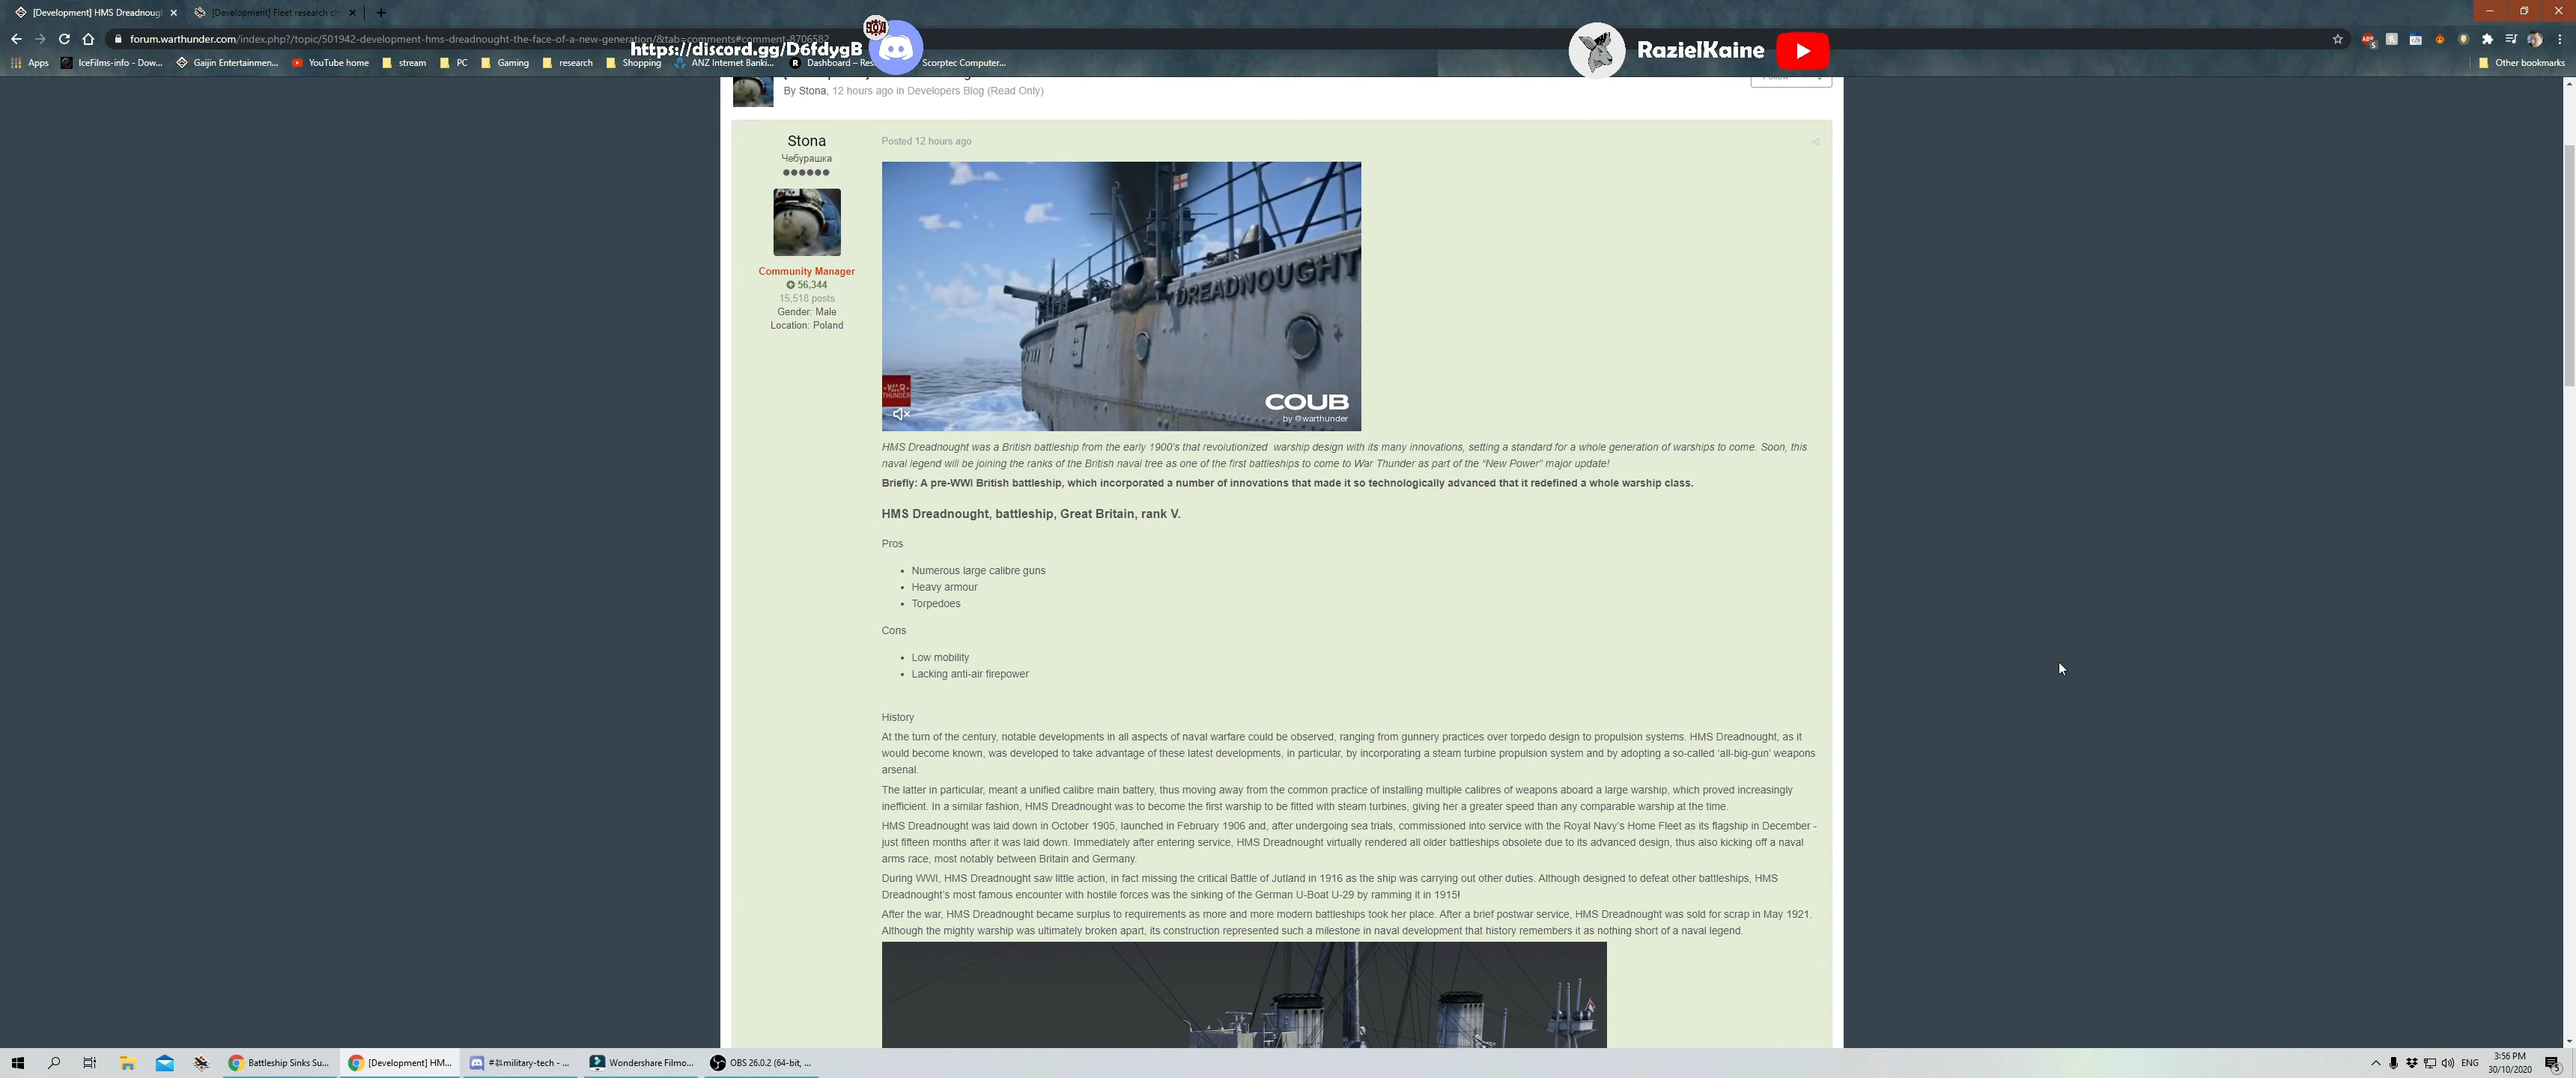 [Development] HMS Dreadnough
[Development] Fleet research ch
forum.warthunder.com/index.php?/topic/501942-development-hms-dreadnought-the-face-of-a-new-generation/&tab=comments#comment-8706582
https://discord.gg/D6fdygB
RazielKaine
Apps
IceFilms-info - Dow...
Gaijin Entertainmen...
YouTube home
stream
PC
Gaming
research
Shopping
ANZ Internet Banki...
Dashboard – Res
Scorptec Computer...
Other bookmarks
By Stona, 12 hours ago in Developers Blog (Read Only)
Stona
Чебурашка
Community Manager
56,344
15,518 posts
Gender: Male
Location: Poland
Posted 12 hours ago
DREADNOUGHT
WAR THUNDER
COUB
by @warthunder
HMS Dreadnought was a British battleship from the early 1900's that revolutionized warship design with its many innovations, setting a standard for a whole generation of warships to come. Soon, this
naval legend will be joining the ranks of the British naval tree as one of the first battleships to come to War Thunder as part of the “New Power” major update!
Briefly: A pre-WWI British battleship, which incorporated a number of innovations that made it so technologically advanced that it redefined a whole warship class.
HMS Dreadnought, battleship, Great Britain, rank V.
Pros
• Numerous large calibre guns
• Heavy armour
• Torpedoes
Cons
• Low mobility
• Lacking anti-air firepower
History
At the turn of the century, notable developments in all aspects of naval warfare could be observed, ranging from gunnery practices over torpedo design to propulsion systems. HMS Dreadnought, as it
would become known, was developed to take advantage of these latest developments, in particular, by incorporating a steam turbine propulsion system and by adopting a so-called ‘all-big-gun’ weapons
arsenal.
The latter in particular, meant a unified calibre main battery, thus moving away from the common practice of installing multiple calibres of weapons aboard a large warship, which proved increasingly
inefficient. In a similar fashion, HMS Dreadnought was to become the first warship to be fitted with steam turbines, giving her a greater speed than any comparable warship at the time.
HMS Dreadnought was laid down in October 1905, launched in February 1906 and, after undergoing sea trials, commissioned into service with the Royal Navy’s Home Fleet as its flagship in December -
just fifteen months after it was laid down. Immediately after entering service, HMS Dreadnought virtually rendered all older battleships obsolete due to its advanced design, thus also kicking off a naval
arms race, most notably between Britain and Germany.
During WWI, HMS Dreadnought saw little action, in fact missing the critical Battle of Jutland in 1916 as the ship was carrying out other duties. Although designed to defeat other battleships, HMS
Dreadnought’s most famous encounter with hostile forces was the sinking of the German U-Boat U-29 by ramming it in 1915!
After the war, HMS Dreadnought became surplus to requirements as more and more modern battleships took her place. After a brief postwar service, HMS Dreadnought was sold for scrap in May 1921.
Although the mighty warship was ultimately broken apart, its construction represented such a milestone in naval development that history remembers it as nothing short of a naval legend.
Battleship Sinks Su...
[Development] HM...
military-tech - ...
Wondershare Filmo...
OBS 26.0.2 (64-bit, ...
ENG
3:56 PM
30/10/2020